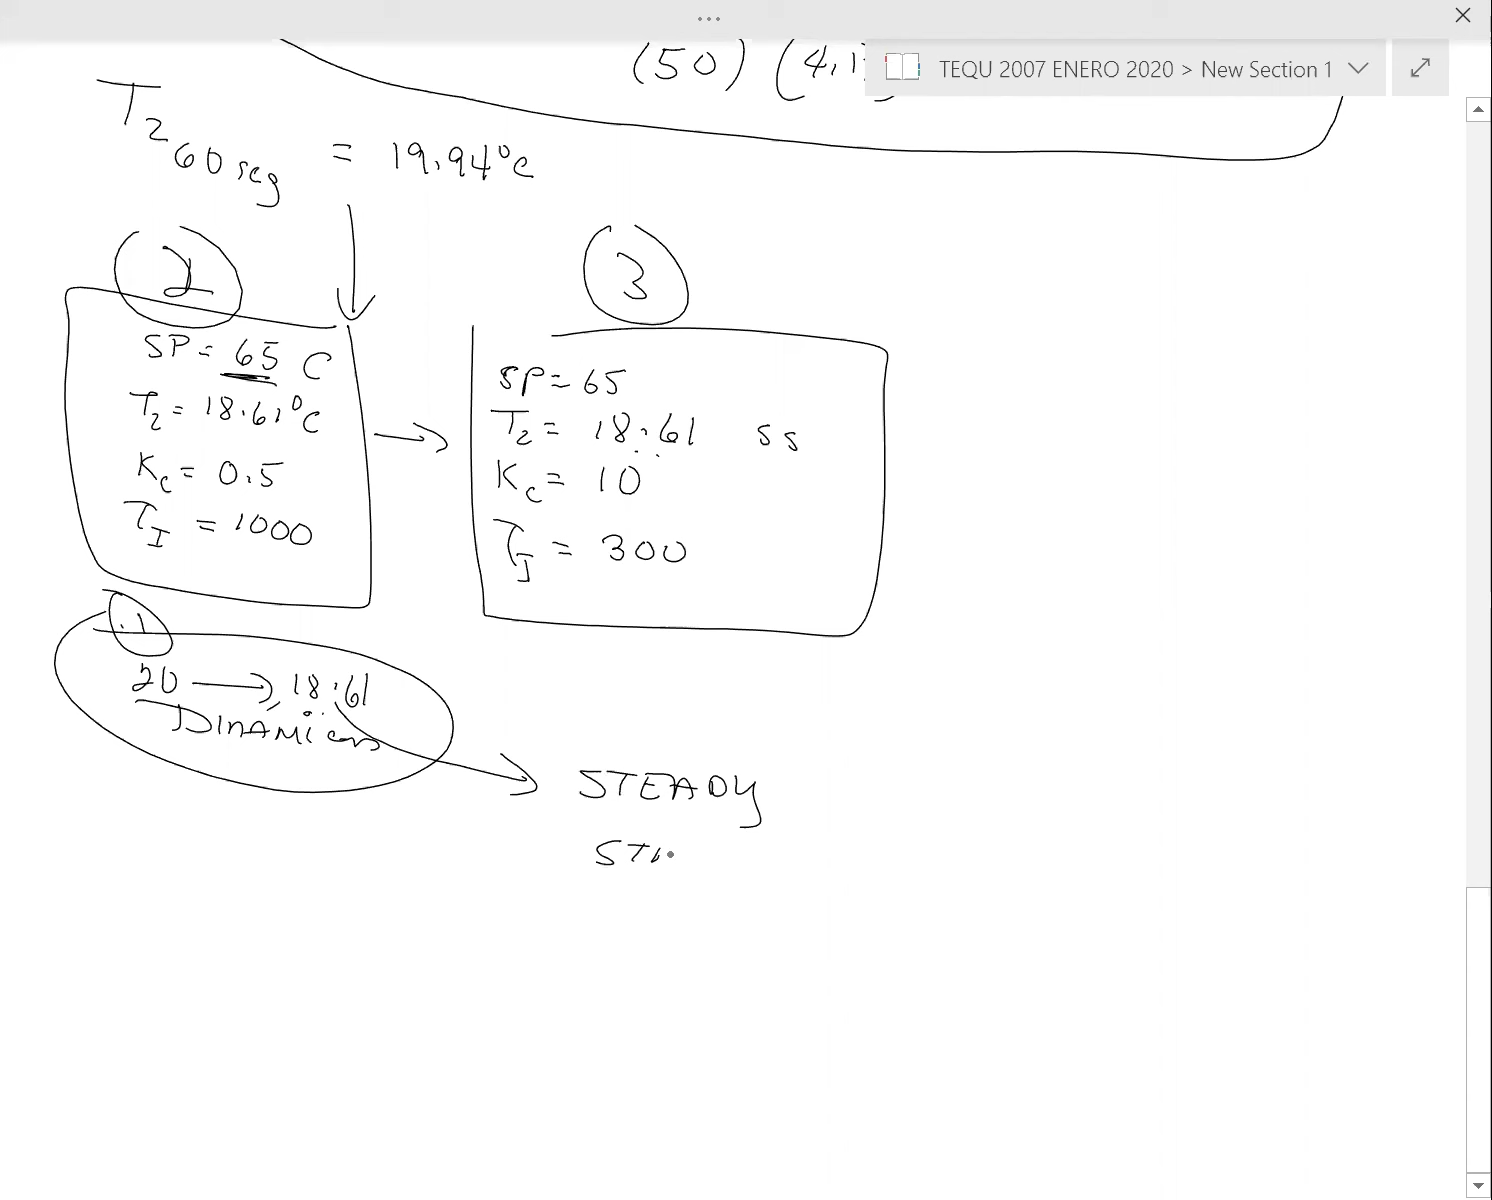 (50) (4.1
TEQU 2007 ENERO 2020 > New Section 1
T₂ 60 seg = 19.94°C
2
SP = 65 C
T₂ = 18.61°C
Kc = 0.5
τI = 1000
3
SP = 65
T₂ = 18.61 SS
Kc = 10
τI = 300
1
20 → 18.61
DINAMICAS
STEADY